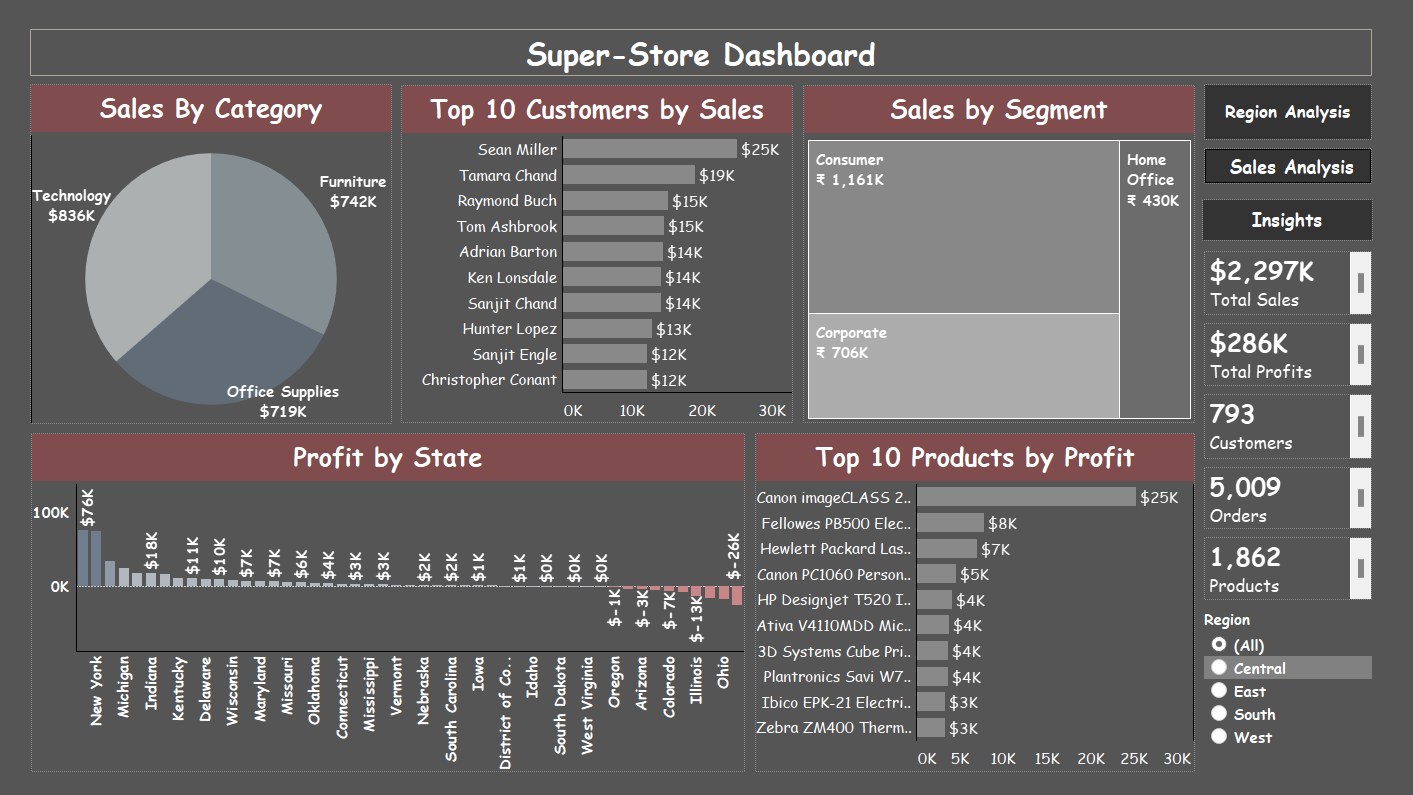 Super-Store Dashboard
Sales By Category
Technology
$836K
Furniture
$742K
Office Supplies
$719K
Top 10 Customers by Sales
Sean Miller $25K
Tamara Chand $19K
Raymond Buch $15K
Tom Ashbrook $15K
Adrian Barton $14K
Ken Lonsdale $14K
Sanjit Chand $14K
Hunter Lopez $13K
Sanjit Engle $12K
Christopher Conant $12K
0K 10K 20K 30K
Sales by Segment
Consumer
₹ 1,161K
Home
Office
₹ 430K
Corporate
₹ 706K
Region Analysis
Sales Analysis
Insights
$2,297K
Total Sales
$286K
Total Profits
793
Customers
5,009
Orders
1,862
Products
Region
(All)
Central
East
South
West
Profit by State
100K
0K
$76K
$18K
$11K
$10K
$7K
$7K
$6K
$4K
$3K
$3K
$2K
$2K
$1K
$1K
$0K
$0K
$0K
$-1K
$-3K
$-7K
$-13K
$-26K
New York
Michigan
Indiana
Kentucky
Delaware
Wisconsin
Maryland
Missouri
Oklahoma
Connecticut
Mississippi
Vermont
Nebraska
South Carolina
Iowa
District of Co..
Idaho
South Dakota
West Virginia
Oregon
Arizona
Colorado
Illinois
Ohio
Top 10 Products by Profit
Canon imageCLASS 2.. $25K
Fellowes PB500 Elec.. $8K
Hewlett Packard Las.. $7K
Canon PC1060 Person.. $5K
HP Designjet T520 I.. $4K
Ativa V4110MDD Mic.. $4K
3D Systems Cube Pri.. $4K
Plantronics Savi W7.. $4K
Ibico EPK-21 Electri.. $3K
Zebra ZM400 Therm.. $3K
0K 5K 10K 15K 20K 25K 30K